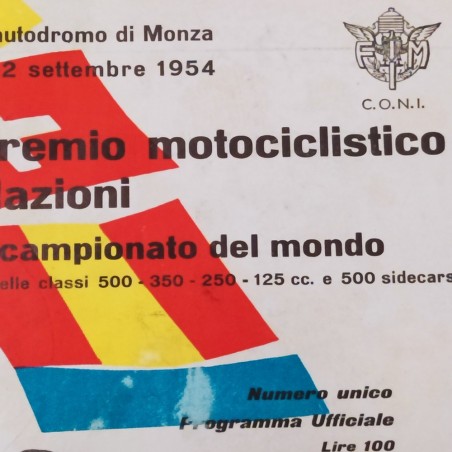 autodromo di Monza
2 settembre 1954
FMI
C.O.N.I.
remio motociclistico
lazioni
campionato del mondo
elle classi 500 - 350 - 250 - 125 cc. e 500 sidecars
Numero unico
Programma Ufficiale
Lire 100